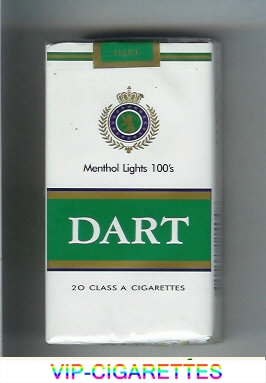 DART
Menthol Lights 100's
DART
20 CLASS A CIGARETTES
VIP-CIGARETTES